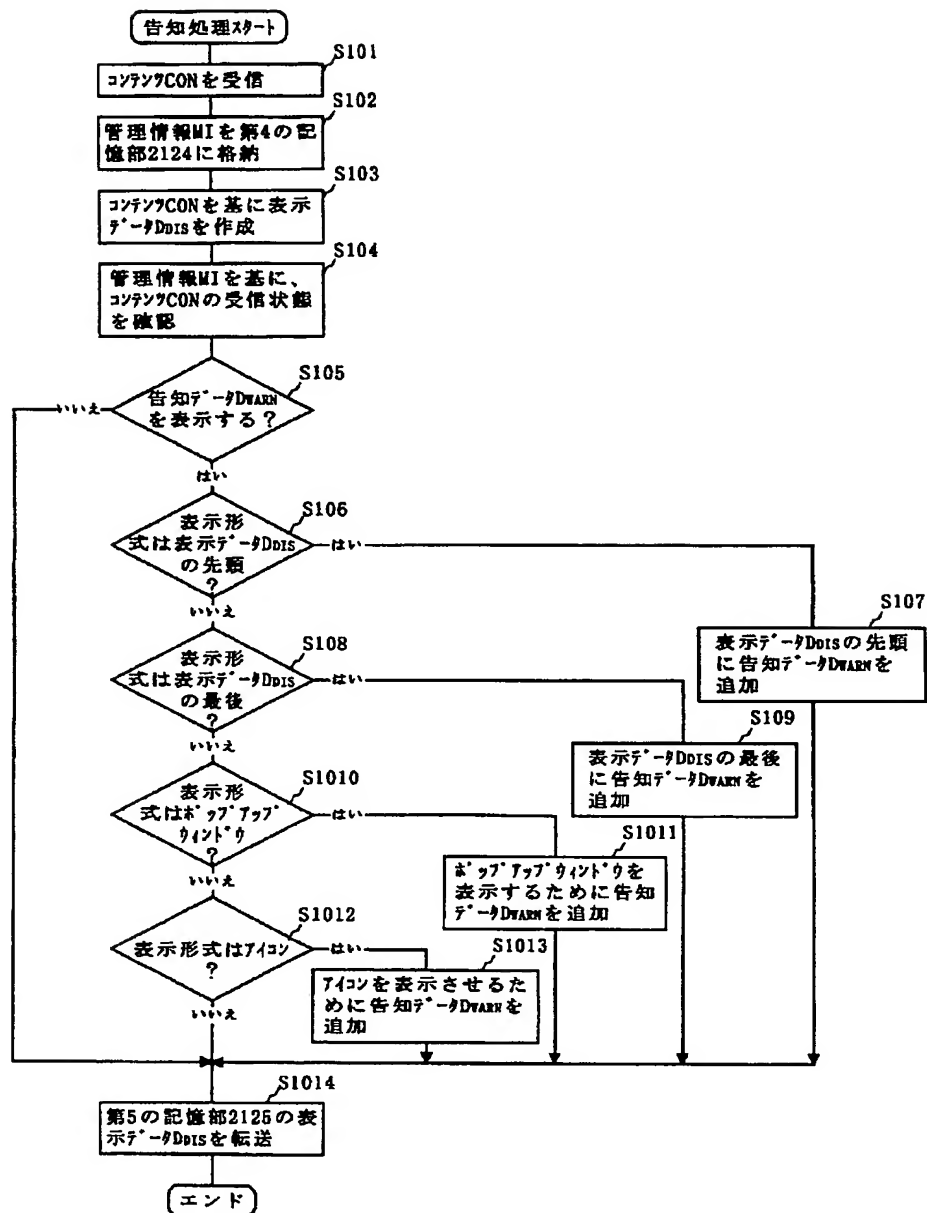 告知処理スタート
S101
コンテンツCONを受信
S102
管理情報MIを第4の記
憶部2124に格納
S103
コンテンツCONを基に表示
データDDISを作成
S104
管理情報MIを基に、
コンテンツCONの受信状態
を確認
S105
告知データDWARN
を表示する?
いいえ
はい
S106
表示形
式は表示データDDIS
の先頭
?
はい
いいえ
S107
表示データDDISの先頭
に告知データDWARNを
追加
S108
表示形
式は表示データDDIS
の最後
?
はい
いいえ
S109
表示データDDISの最後
に告知データDWARNを
追加
S1010
表示形
式はポップアップ
ウィンドウ
?
はい
いいえ
S1011
ポップアップウィンドウを
表示するために告知
データDWARNを追加
S1012
表示形式はアイコン
?
はい
いいえ
S1013
アイコンを表示させるた
めに告知データDWARNを
追加
S1014
第5の記憶部2125の表
示データDDISを転送
エンド